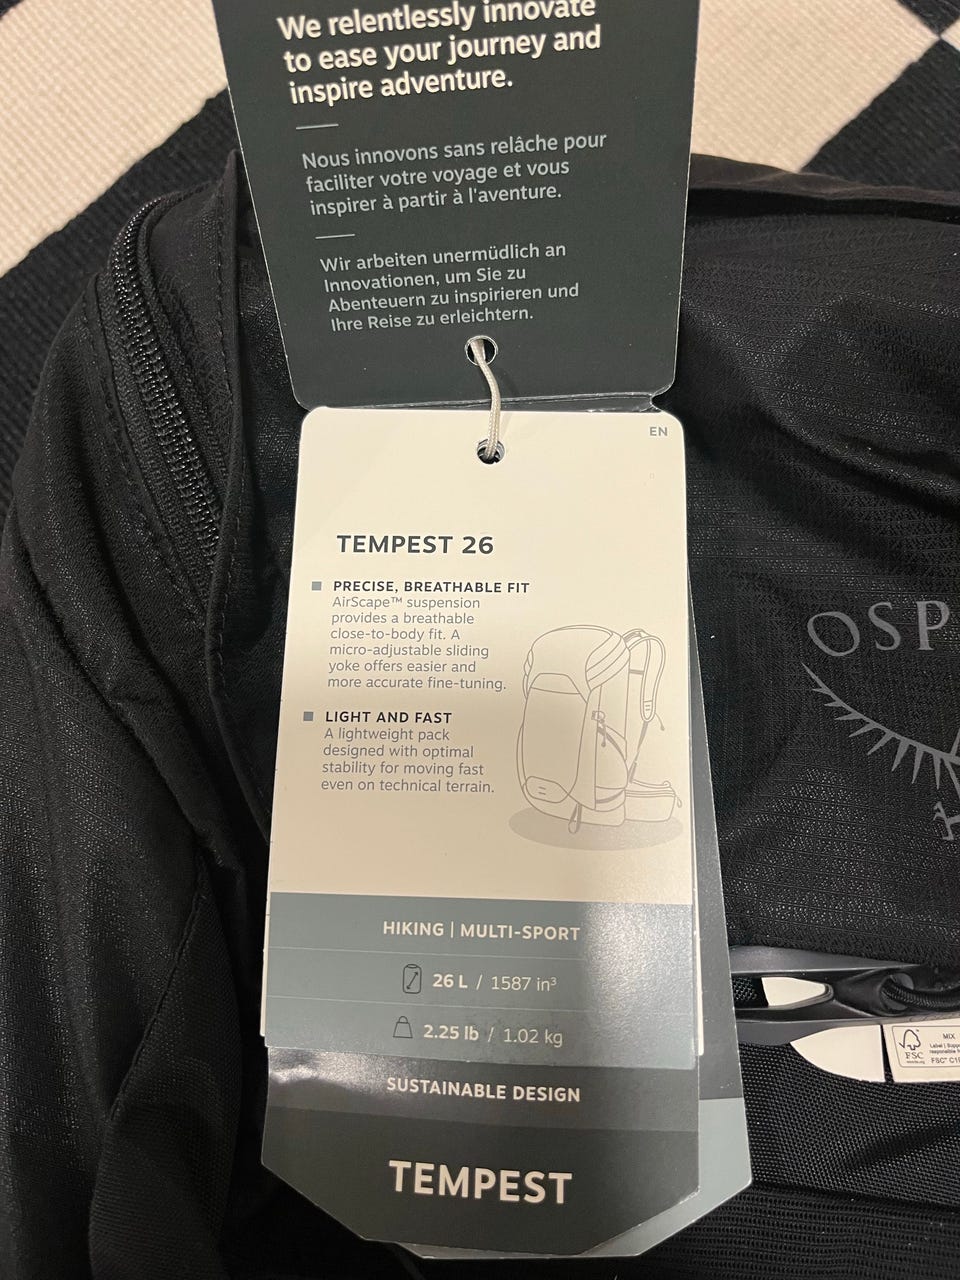 We relentlessly innovate
to ease your journey and
inspire adventure.
Nous innovons sans relâche pour
faciliter votre voyage et vous
inspirer à partir à l'aventure.
Wir arbeiten unermüdlich an
Innovationen, um Sie zu
Abenteuern zu inspirieren und
Ihre Reise zu erleichtern.
EN
TEMPEST 26
PRECISE, BREATHABLE FIT
AirScape™ suspension
provides a breathable
close-to-body fit. A
micro-adjustable sliding
yoke offers easier and
more accurate fine-tuning.
LIGHT AND FAST
A lightweight pack
designed with optimal
stability for moving fast
even on technical terrain.
HIKING | MULTI-SPORT
26 L / 1587 in³
2.25 lb / 1.02 kg
SUSTAINABLE DESIGN
TEMPEST
OSP
MIX
FSC